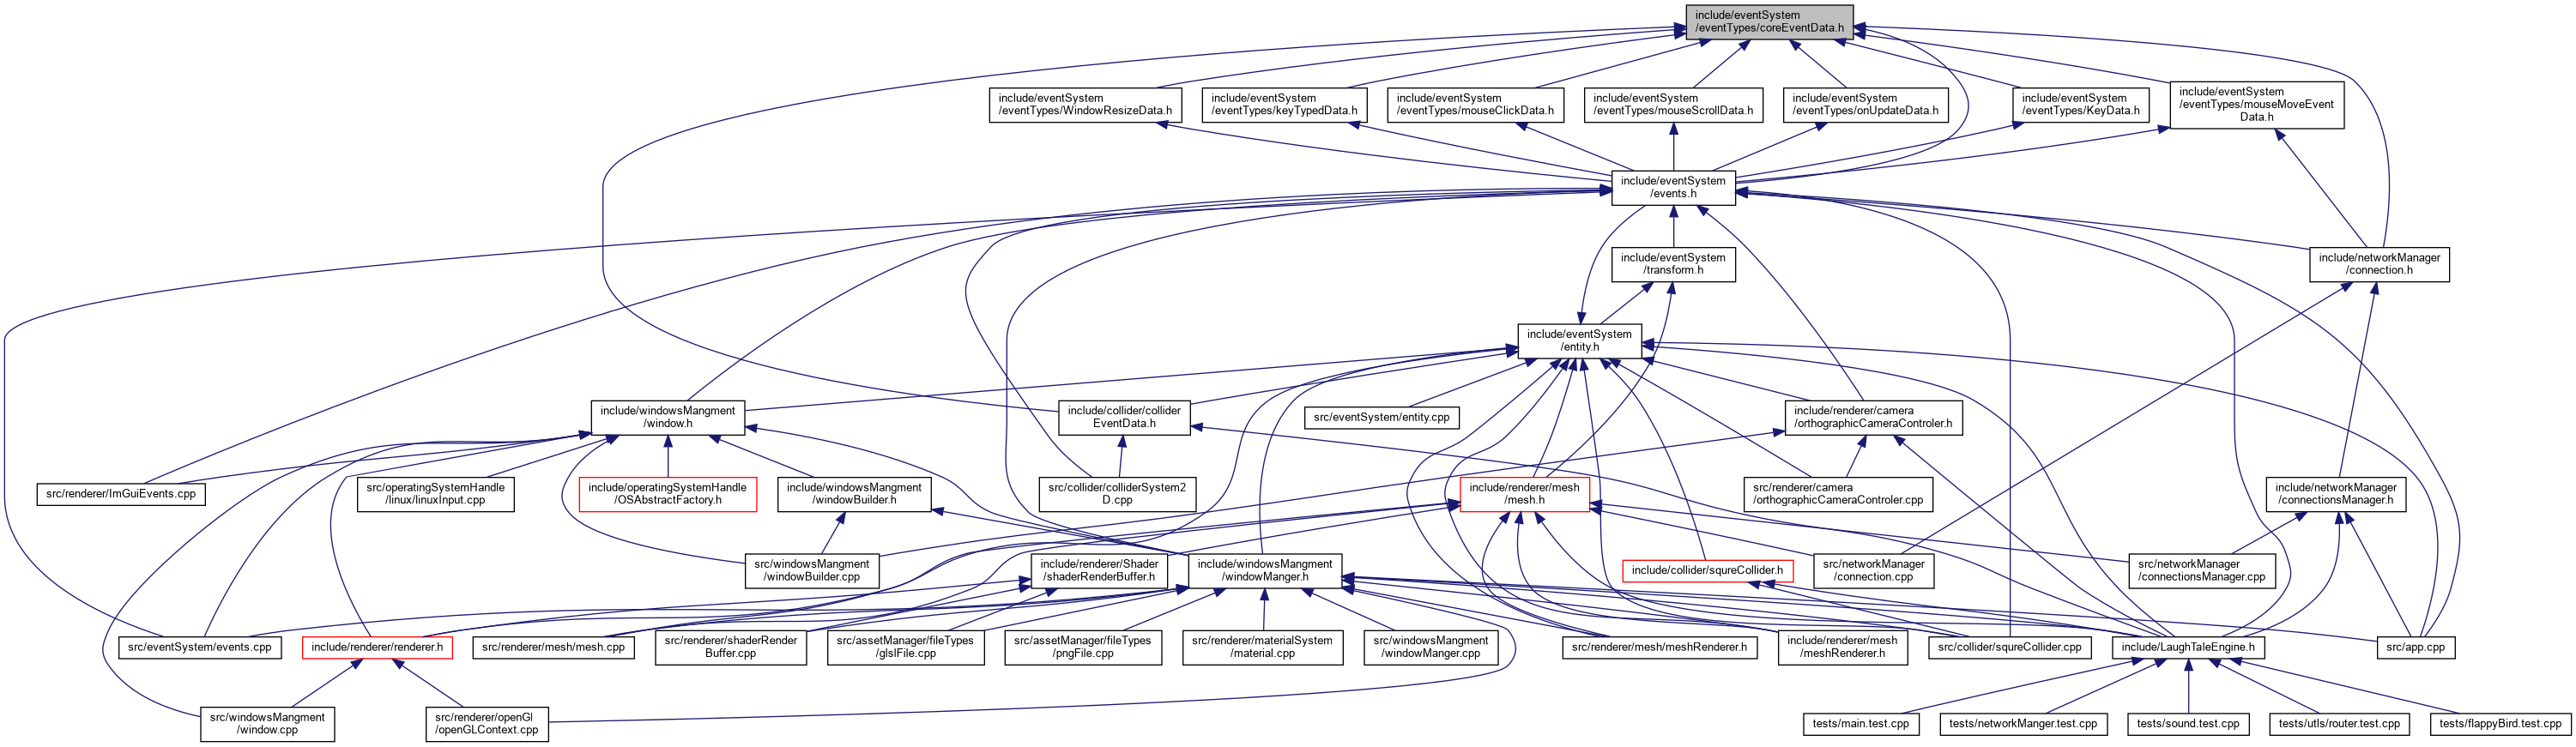 include/eventSystem
/eventTypes/coreEventData.h
include/eventSystem
/eventTypes/WindowResizeData.h
include/eventSystem
/eventTypes/keyTypedData.h
include/eventSystem
/eventTypes/mouseClickData.h
include/eventSystem
/eventTypes/mouseScrollData.h
include/eventSystem
/eventTypes/onUpdateData.h
include/eventSystem
/eventTypes/KeyData.h
include/eventSystem
/eventTypes/mouseMoveEvent
Data.h
include/eventSystem
/events.h
include/eventSystem
/transform.h
include/networkManager
/connection.h
include/eventSystem
/entity.h
include/windowsMangment
/window.h
include/collider/collider
EventData.h
src/eventSystem/entity.cpp
include/renderer/camera
/orthographicCameraControler.h
src/renderer/ImGuiEvents.cpp
src/operatingSystemHandle
/linux/linuxInput.cpp
include/operatingSystemHandle
/OSAbstractFactory.h
include/windowsMangment
/windowBuilder.h
src/collider/colliderSystem2
D.cpp
include/renderer/mesh
/mesh.h
src/renderer/camera
/orthographicCameraControler.cpp
include/networkManager
/connectionsManager.h
src/windowsMangment
/windowBuilder.cpp
include/renderer/Shader
/shaderRenderBuffer.h
include/windowsMangment
/windowManger.h
include/collider/squreCollider.h
src/networkManager
/connection.cpp
src/networkManager
/connectionsManager.cpp
src/eventSystem/events.cpp
include/renderer/renderer.h
src/renderer/mesh/mesh.cpp
src/renderer/shaderRender
Buffer.cpp
src/assetManager/fileTypes
/glslFile.cpp
src/assetManager/fileTypes
/pngFile.cpp
src/renderer/materialSystem
/material.cpp
src/windowsMangment
/windowManger.cpp
src/renderer/mesh/meshRenderer.h
include/renderer/mesh
/meshRenderer.h
src/collider/squreCollider.cpp
include/LaughTaleEngine.h
src/app.cpp
src/windowsMangment
/window.cpp
src/renderer/openGl
/openGLContext.cpp
tests/main.test.cpp
tests/networkManger.test.cpp
tests/sound.test.cpp
tests/utls/router.test.cpp
tests/flappyBird.test.cpp